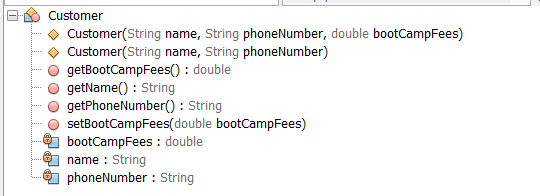 Customer
Customer(String name, String phoneNumber, double bootCampFees)
Customer(String name, String phoneNumber)
getBootCampFees() : double
getName() : String
getPhoneNumber() : String
setBootCampFees(double bootCampFees)
bootCampFees : double
name : String
phoneNumber : String